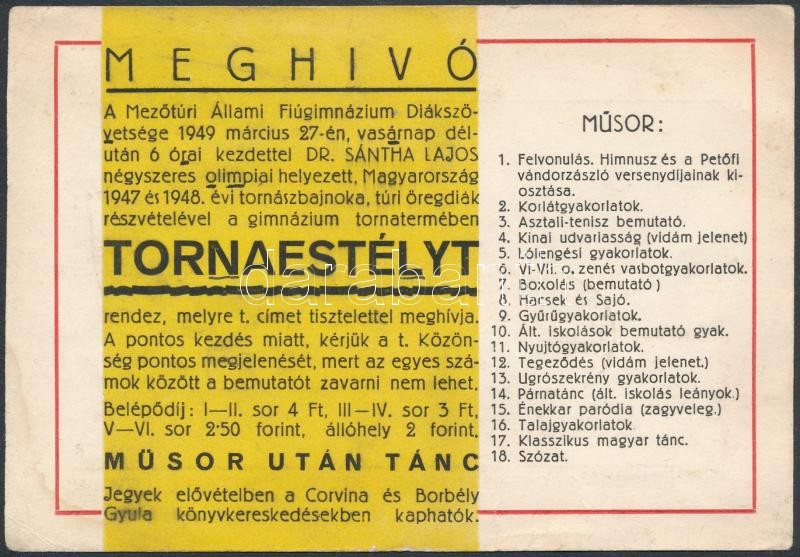 MEGHIVÓ
A Mezőtúri Állami Fiúgimnázium Diákszö-
vetsége 1949 március 27-én, vasárnap dél-
után 6 órai kezdettel DR. SÁNTHA LAJOS
négyszeres olimpiai helyezett, Magyarország
1947 és 1948. évi tornászbajnoka, túri öregdiák
részvételével a gimnázium tornatermében
TORNAESTÉLYT
rendez, melyre t. címet tisztelettel meghívja.
A pontos kezdés miatt, kérjük a t. Közön-
ség pontos megjelenését, mert az egyes szá-
mok között a bemutatót zavarni nem lehet.
Belépődíj: I—II. sor 4 Ft, III—IV. sor 3 Ft,
V—VI. sor 2·50 forint, állóhely 2 forint.
MŰSOR UTÁN TÁNC
Jegyek elővételben a Corvina és Borbély
Gyula könyvkereskedésekben kaphatók.
MŰSOR:
1. Felvonulás. Himnusz és a Petőfi
vándorzászló versenydíjainak ki-
osztása.
2. Korlátgyakorlatok.
3. Asztali-tenisz bemutató.
4. Kínai udvariasság (vidám jelenet)
5. Lólengési gyakorlatok.
6. VI-VII. o. zenés vasbotgyakorlatok.
7. Boxolás (bemutató)
8. Hacsek és Sajó.
9. Gyűrűgyakorlatok.
10. Ált. iskolások bemutató gyak.
11. Nyujtógyakorlatok.
12. Tegeződés (vidám jelenet.)
13. Ugrószekrény gyakorlatok.
14. Párnatánc (ált. iskolás leányok.)
15. Énekkar paródia (zagyveleg.)
16. Talajgyakorlatok.
17. Klasszikus magyar tánc.
18. Szózat.
darabanth